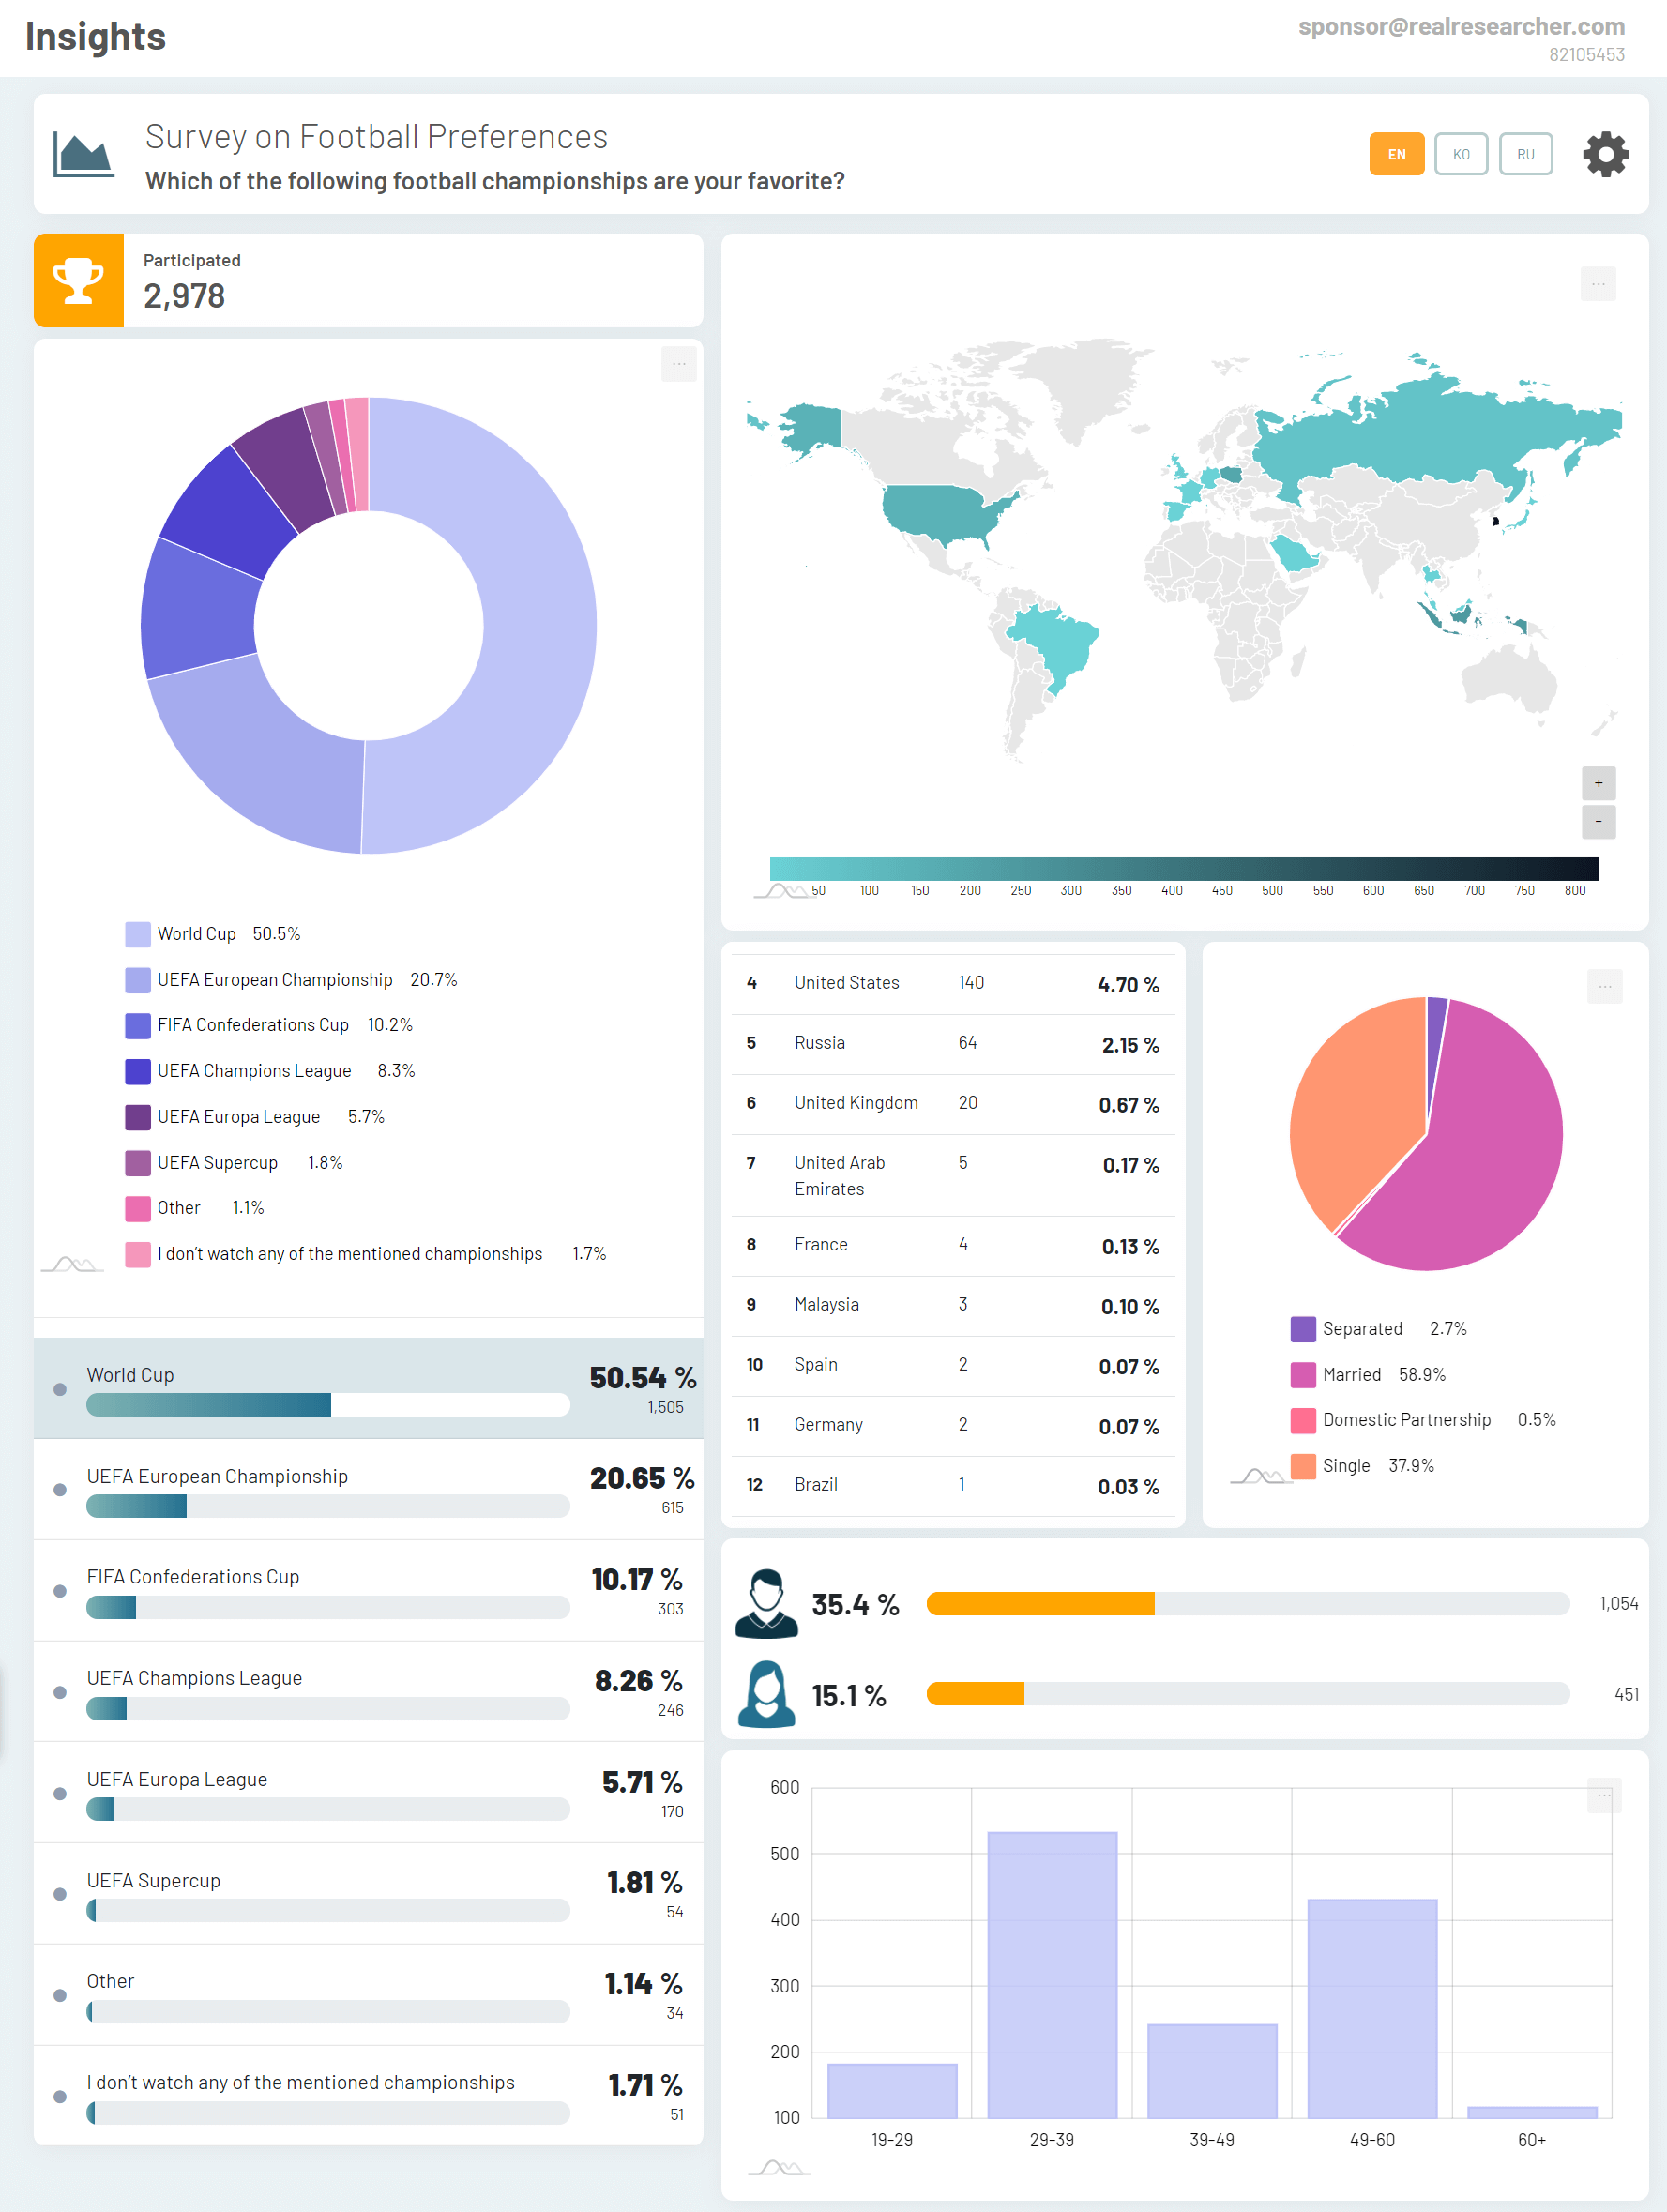 Insights
sponsor@realresearcher.com
82105453
Survey on Football Preferences
Which of the following football championships are your favorite?
EN
KO
RU
Participated
2,978
...
World Cup 50.5%
UEFA European Championship 20.7%
FIFA Confederations Cup 10.2%
UEFA Champions League 8.3%
UEFA Europa League 5.7%
UEFA Supercup 1.8%
Other 1.1%
I don't watch any of the mentioned championships 1.7%
World Cup 50.54 %
1,505
UEFA European Championship 20.65 %
615
FIFA Confederations Cup 10.17 %
303
UEFA Champions League 8.26 %
246
UEFA Europa League 5.71 %
170
UEFA Supercup 1.81 %
54
Other 1.14 %
34
I don't watch any of the mentioned championships 1.71 %
51
...
+
-
50 100 150 200 250 300 350 400 450 500 550 600 650 700 750 800
4 United States 140 4.70 %
5 Russia 64 2.15 %
6 United Kingdom 20 0.67 %
7 United Arab 5 0.17 %
Emirates
8 France 4 0.13 %
9 Malaysia 3 0.10 %
10 Spain 2 0.07 %
11 Germany 2 0.07 %
12 Brazil 1 0.03 %
...
Separated 2.7%
Married 58.9%
Domestic Partnership 0.5%
Single 37.9%
35.4 % 1,054
15.1 % 451
...
600
500
400
300
200
100
19-29 29-39 39-49 49-60 60+